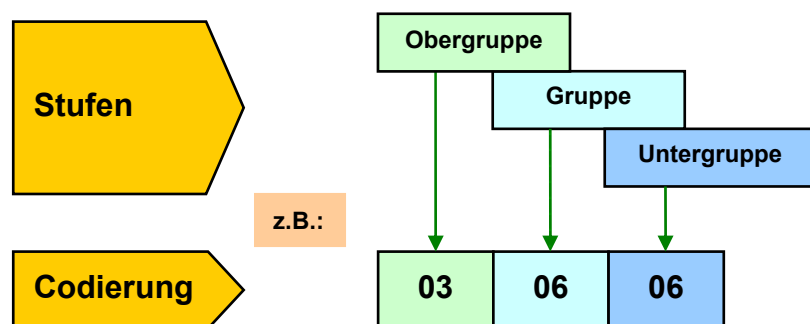 Stufen
Obergruppe
Gruppe
Untergruppe
z.B.:
Codierung
03 06 06